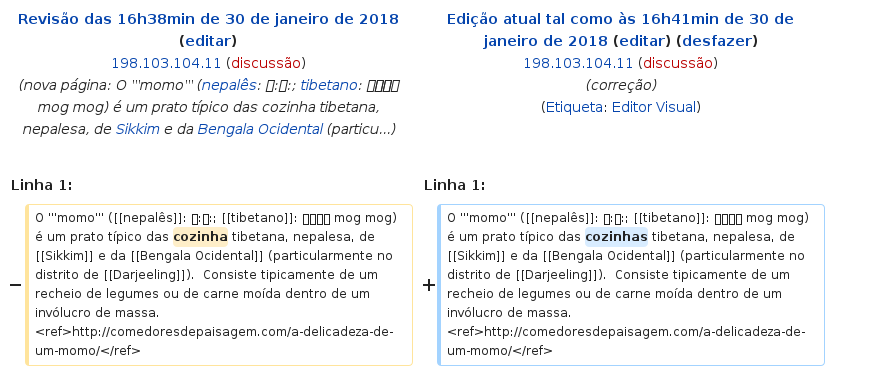 Revisão das 16h38min de 30 de janeiro de 2018
(editar)
198.103.104.11 (discussão)
(nova página: O '''momo''' (nepalês: :; tibetano:
mog mog) é um prato típico das cozinha tibetana,
nepalesa, de Sikkim e da Bengala Ocidental (particu...)
Edição atual tal como às 16h41min de 30 de
janeiro de 2018 (editar) (desfazer)
198.103.104.11 (discussão)
(correção)
(Etiqueta: Editor Visual)
Linha 1:
− O '''momo''' ([[nepalês]]: :; [[tibetano]]: mog mog)
é um prato típico das cozinha tibetana, nepalesa, de
[[Sikkim]] e da [[Bengala Ocidental]] (particularmente no
distrito de [[Darjeeling]]).  Consiste tipicamente de um
recheio de legumes ou de carne moída dentro de um
invólucro de massa.
<ref>http://comedoresdepaisagem.com/a-delicadeza-de-
um-momo/</ref>
Linha 1:
+ O '''momo''' ([[nepalês]]: :; [[tibetano]]: mog mog)
é um prato típico das cozinhas tibetana, nepalesa, de
[[Sikkim]] e da [[Bengala Ocidental]] (particularmente no
distrito de [[Darjeeling]]).  Consiste tipicamente de um
recheio de legumes ou de carne moída dentro de um
invólucro de massa.
<ref>http://comedoresdepaisagem.com/a-delicadeza-de-
um-momo/</ref>